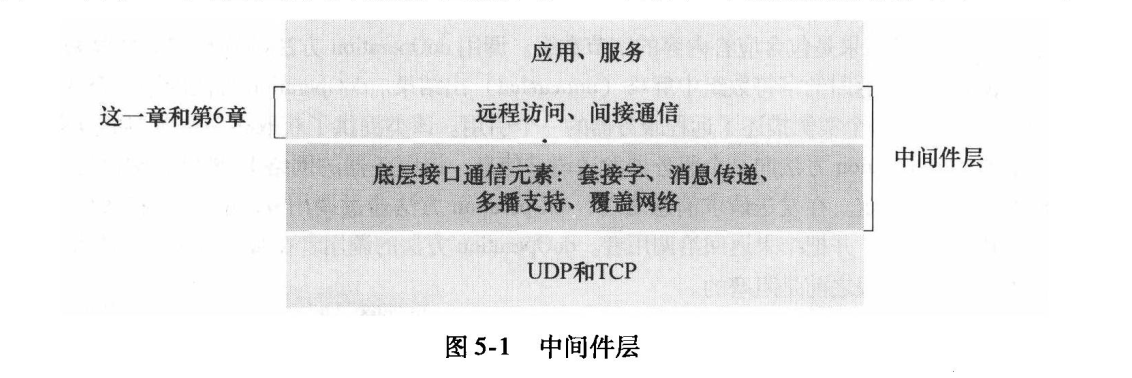 应用、服务
这一章和第6章
远程访问、间接通信
中间件层
底层接口通信元素：套接字、消息传递、
多播支持、覆盖网络
UDP和TCP
图 5-1 中间件层